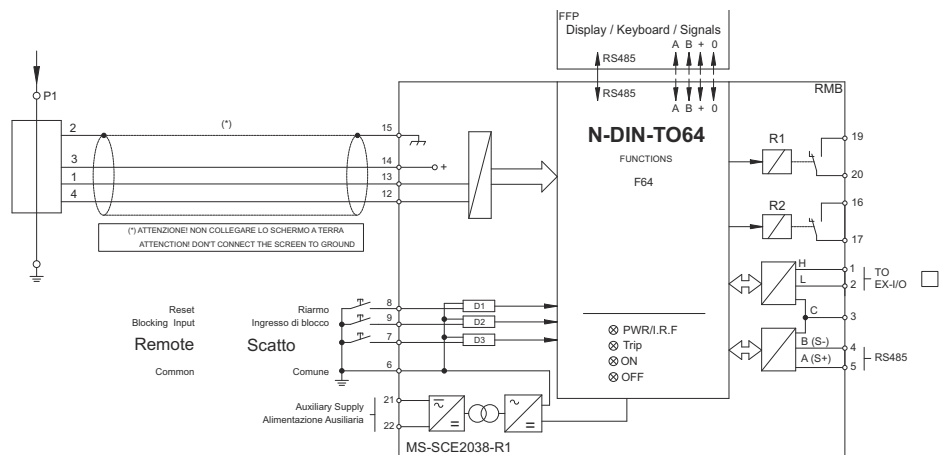 FFP
Display / Keyboard / Signals
A B + 0
RS485
RS485
A B + 0
RMB
P1
2
(*)
15
3
14
+
1
13
4
12
(*) ATTENZIONE! NON COLLEGARE LO SCHERMO A TERRA
ATTENTION! DON'T CONNECT THE SCREEN TO GROUND
N-DIN-TO64
FUNCTIONS
F64
R1
19
20
R2
16
17
H
1
TO
L
2
EX-I/O
C
3
B (S-)
4
RS485
A (S+)
5
Reset
Riarmo
8
D1
Blocking Input
Ingresso di blocco
9
D2
Remote
Scatto
7
D3
Common
Comune
6
PWR/I.R.F
Trip
ON
OFF
Auxiliary Supply
21
Alimentazione Ausiliaria
22
MS-SCE2038-R1